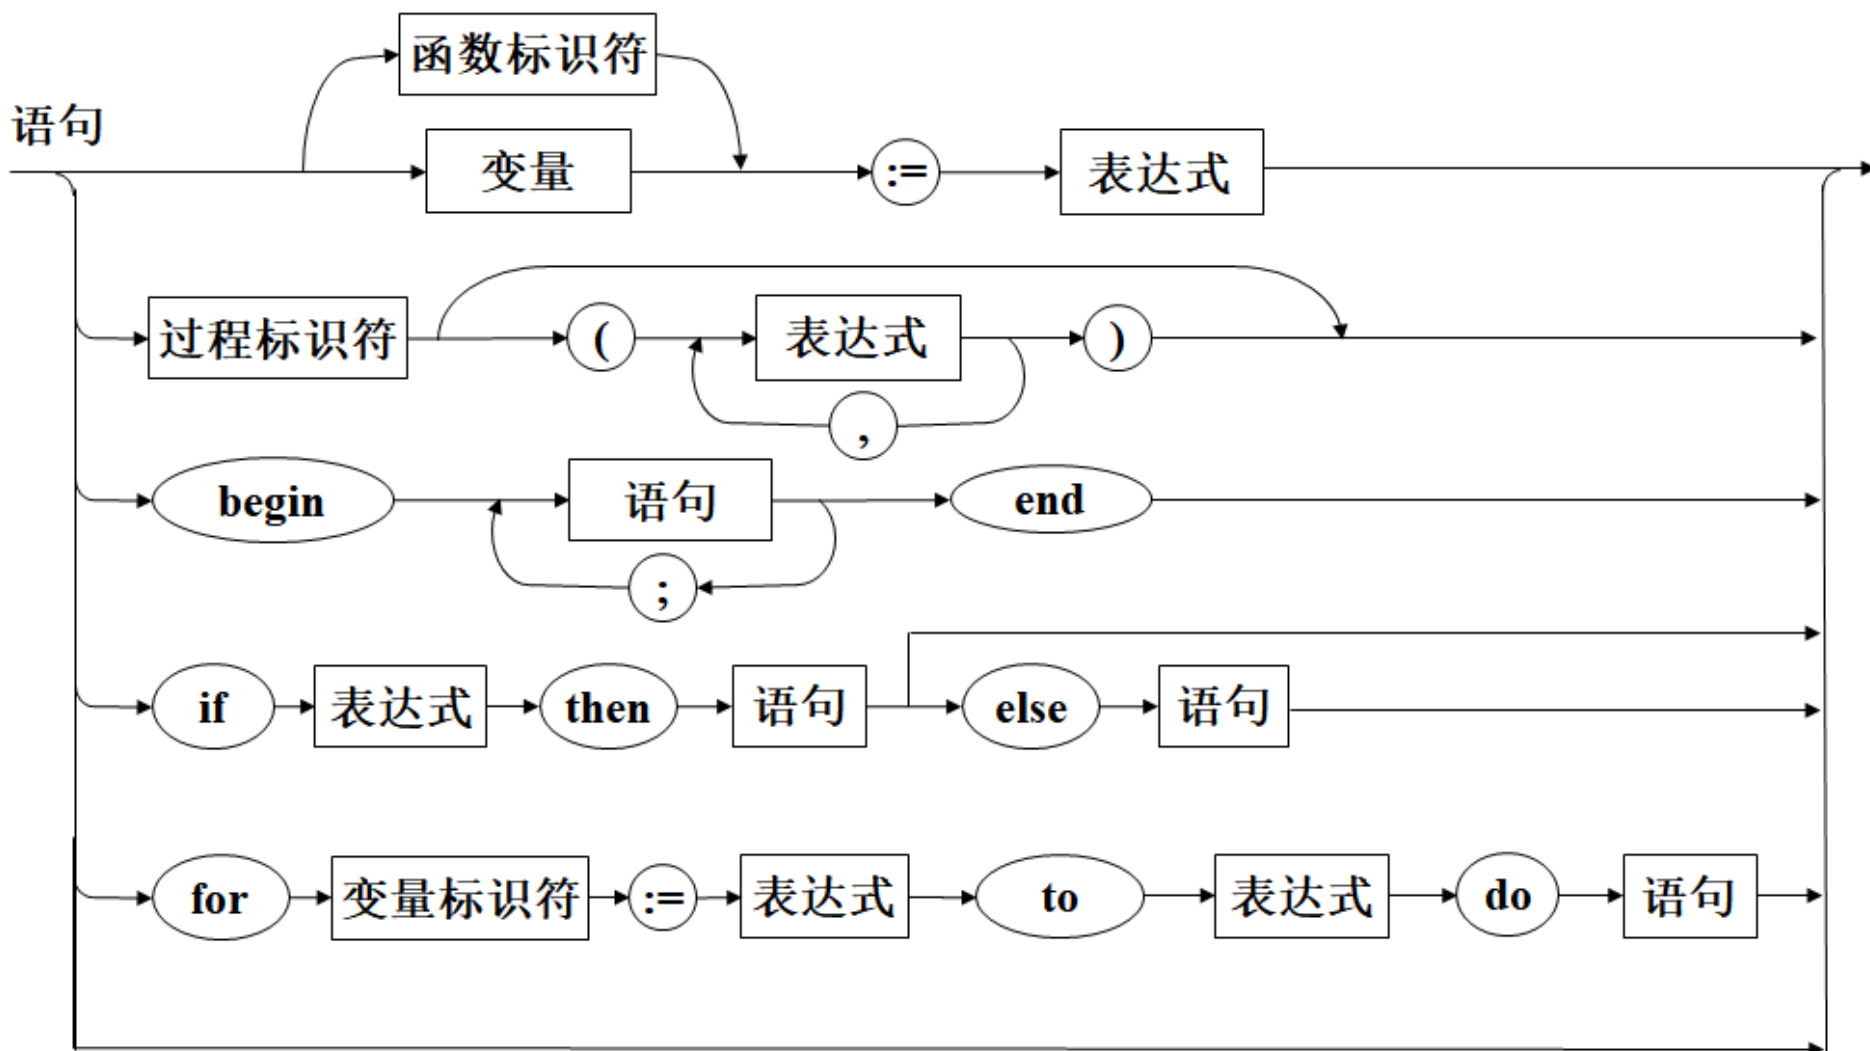 函数标识符
语句
变量 := 表达式
过程标识符 ( 表达式 )
,
begin 语句 end
;
if 表达式 then 语句 else 语句
for 变量标识符 := 表达式 to 表达式 do 语句